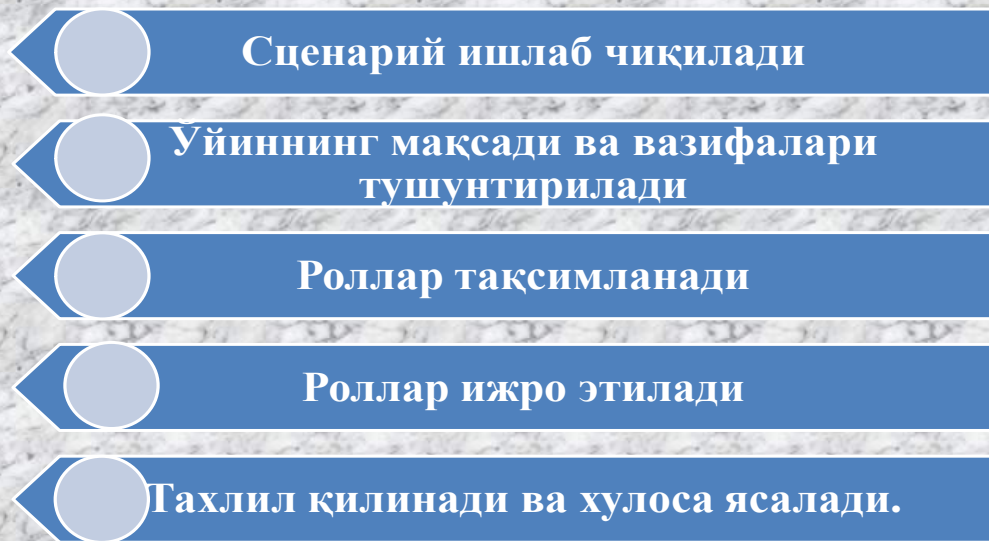 Сценарий ишлаб чиқилади
Ўйиннинг мақсади ва вазифалари
тушунтирилади
Роллар тақсимланади
Роллар ижро этилади
Тахлил қилинади ва хулоса ясалади.